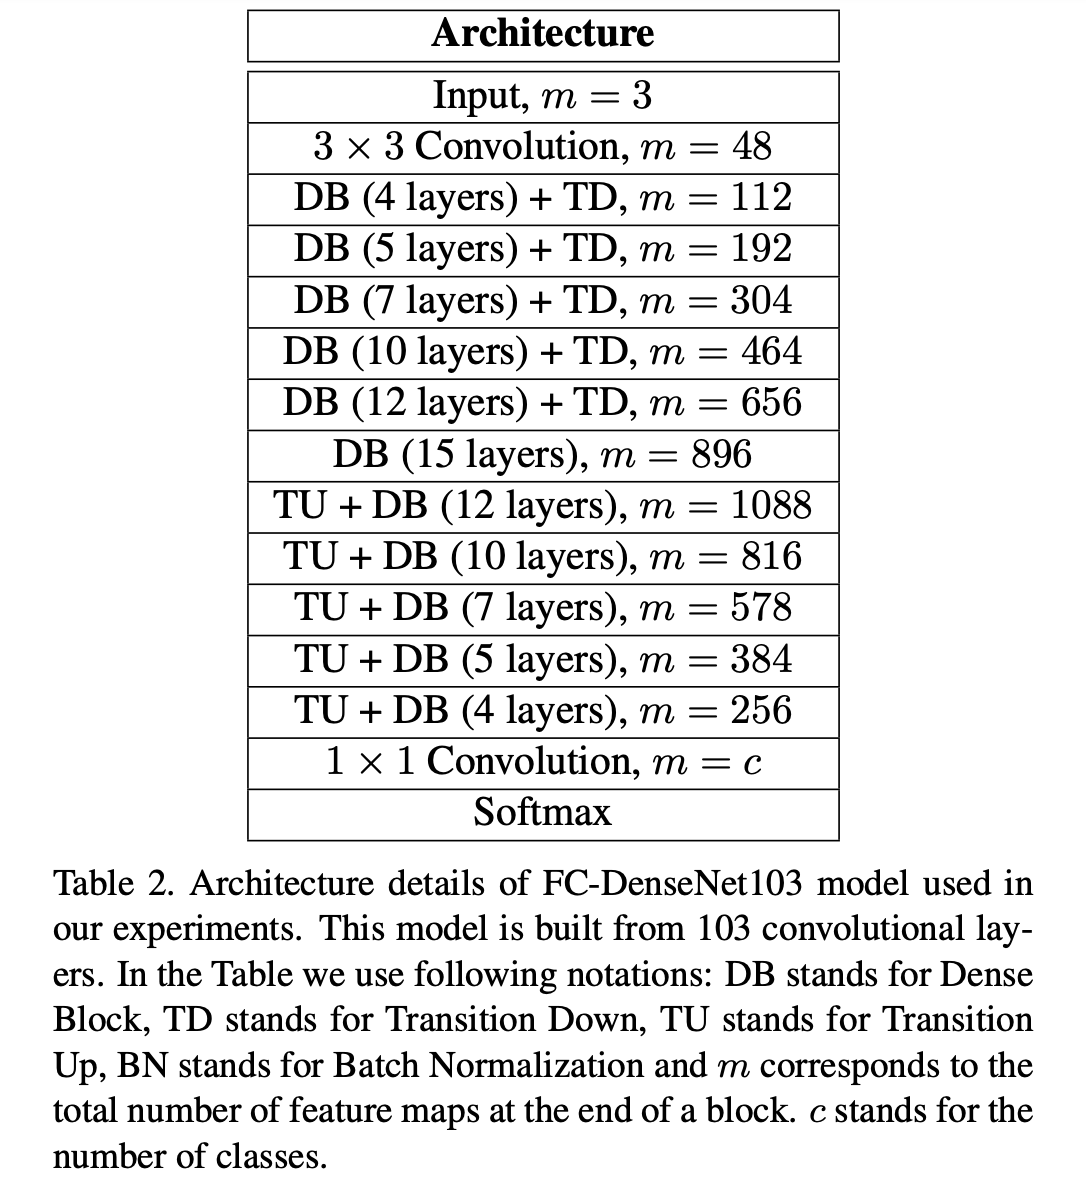 Architecture
Input, m = 3
3 × 3 Convolution, m = 48
DB (4 layers) + TD, m = 112
DB (5 layers) + TD, m = 192
DB (7 layers) + TD, m = 304
DB (10 layers) + TD, m = 464
DB (12 layers) + TD, m = 656
DB (15 layers), m = 896
TU + DB (12 layers), m = 1088
TU + DB (10 layers), m = 816
TU + DB (7 layers), m = 578
TU + DB (5 layers), m = 384
TU + DB (4 layers), m = 256
1 × 1 Convolution, m = c
Softmax
Table 2. Architecture details of FC-DenseNet103 model used in
our experiments. This model is built from 103 convolutional lay-
ers. In the Table we use following notations: DB stands for Dense
Block, TD stands for Transition Down, TU stands for Transition
Up, BN stands for Batch Normalization and m corresponds to the
total number of feature maps at the end of a block. c stands for the
number of classes.